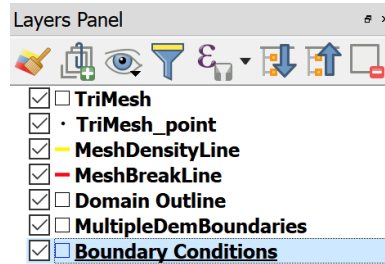 Layers Panel
TriMesh
TriMesh_point
MeshDensityLine
MeshBreakLine
Domain Outline
MultipleDemBoundaries
Boundary Conditions